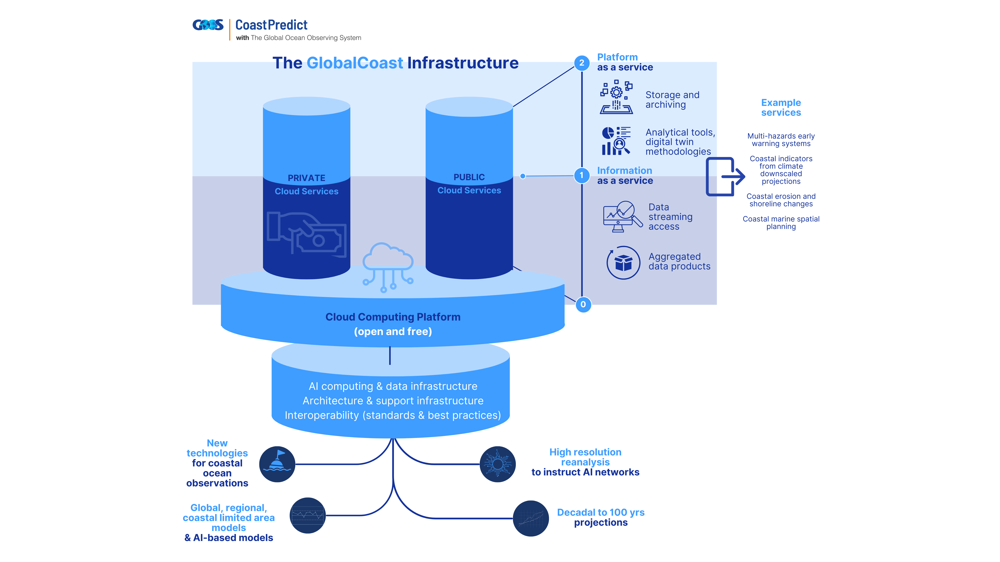 GOOS
CoastPredict
with The Global Ocean Observing System
The GlobalCoast Infrastructure
PRIVATE
Cloud Services
PUBLIC
Cloud Services
2
Platform
as a service
Storage and
archiving
Analytical tools,
digital twin
methodologies
1
Information
as a service
Data
streaming
access
Aggregated
data products
0
Example
services
Multi-hazards early
warning systems
Coastal indicators
from climate
downscaled
projections
Coastal erosion and
shoreline changes
Coastal marine spatial
planning
Cloud Computing Platform
(open and free)
AI computing & data infrastructure
Architecture & support infrastructure
Interoperability (standards & best practices)
New
technologies
for coastal
ocean
observations
High resolution
reanalysis
to instruct AI networks
Global, regional,
coastal limited area
models
& AI-based models
Decadal to 100 yrs
projections